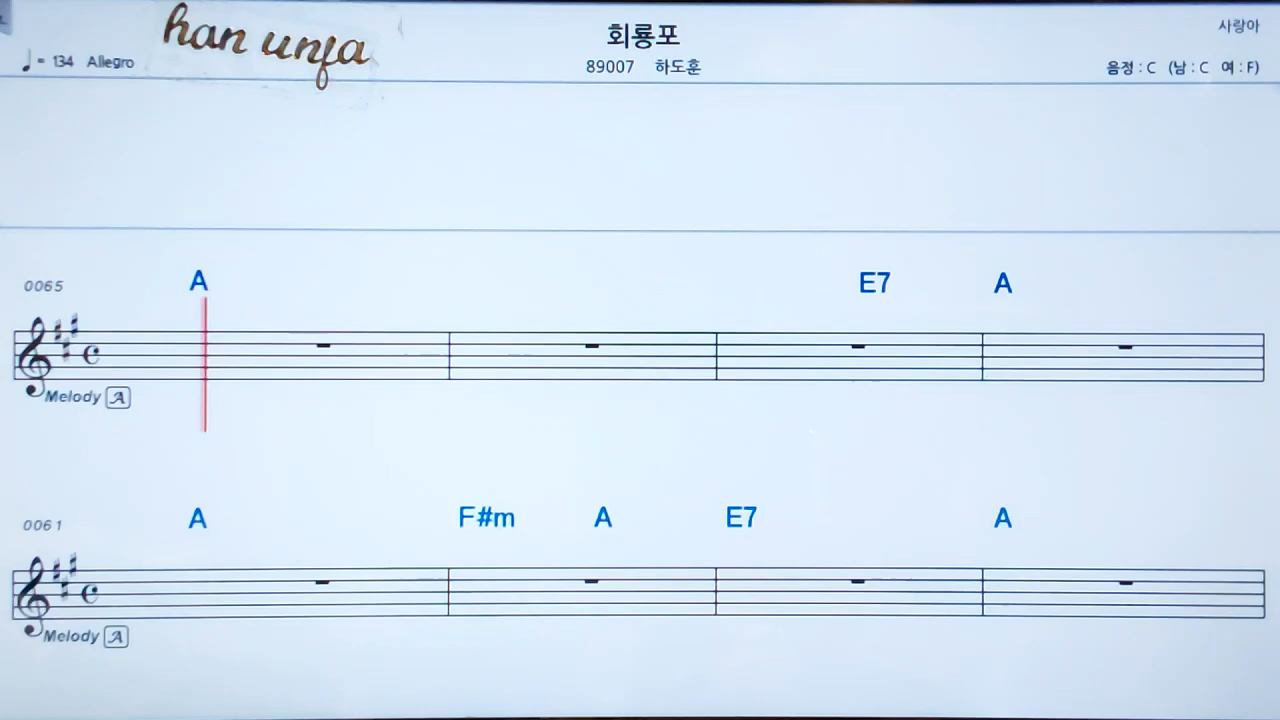 han unfa
회룡포
사랑아
♩ = 134 Allegro
89007 하도훈
음정 : C (남 : C 여 : F)
0065
A E7 A
Melody A
0061
A F#m A E7 A
Melody A